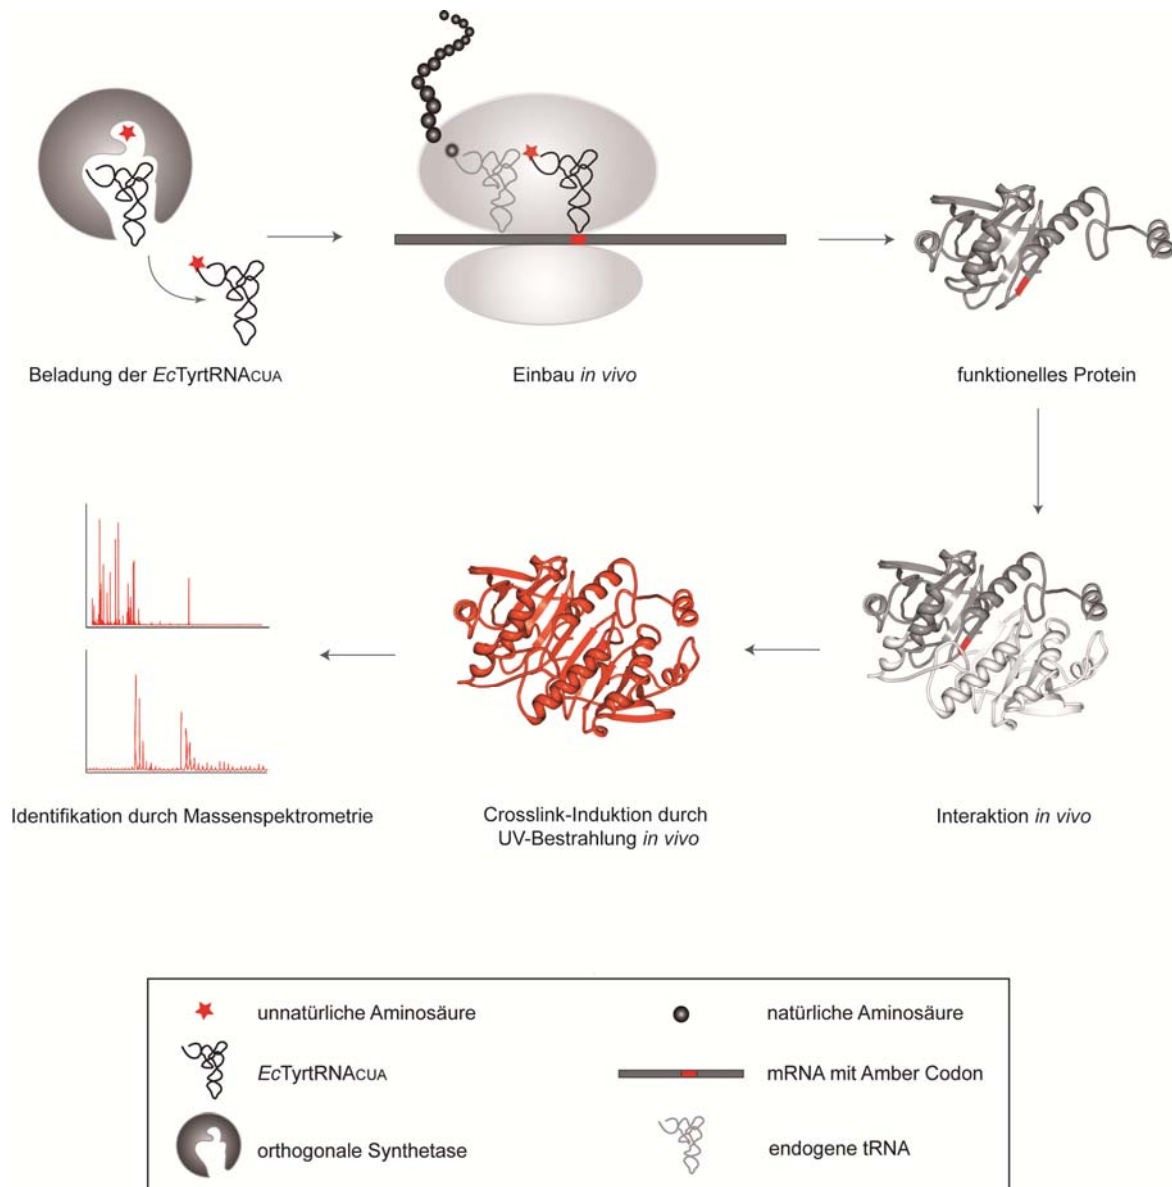 Beladung der EcTyrtRNACUA
Einbau in vivo
funktionelles Protein
Identifikation durch Massenspektrometrie
Crosslink-Induktion durch
UV-Bestrahlung in vivo
Interaktion in vivo
unnatürliche Aminosäure
natürliche Aminosäure
EcTyrtRNACUA
mRNA mit Amber Codon
orthogonale Synthetase
endogene tRNA